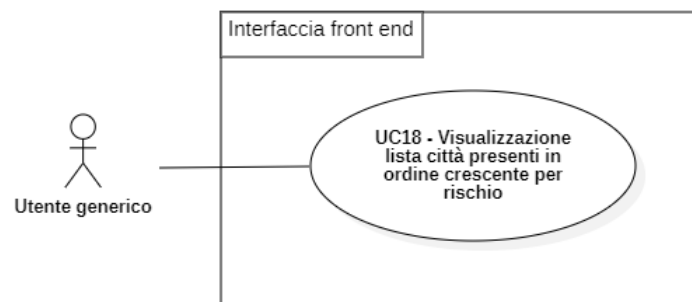 Interfaccia front end
UC18 - Visualizzazione
lista città presenti in
ordine crescente per
rischio
Utente generico